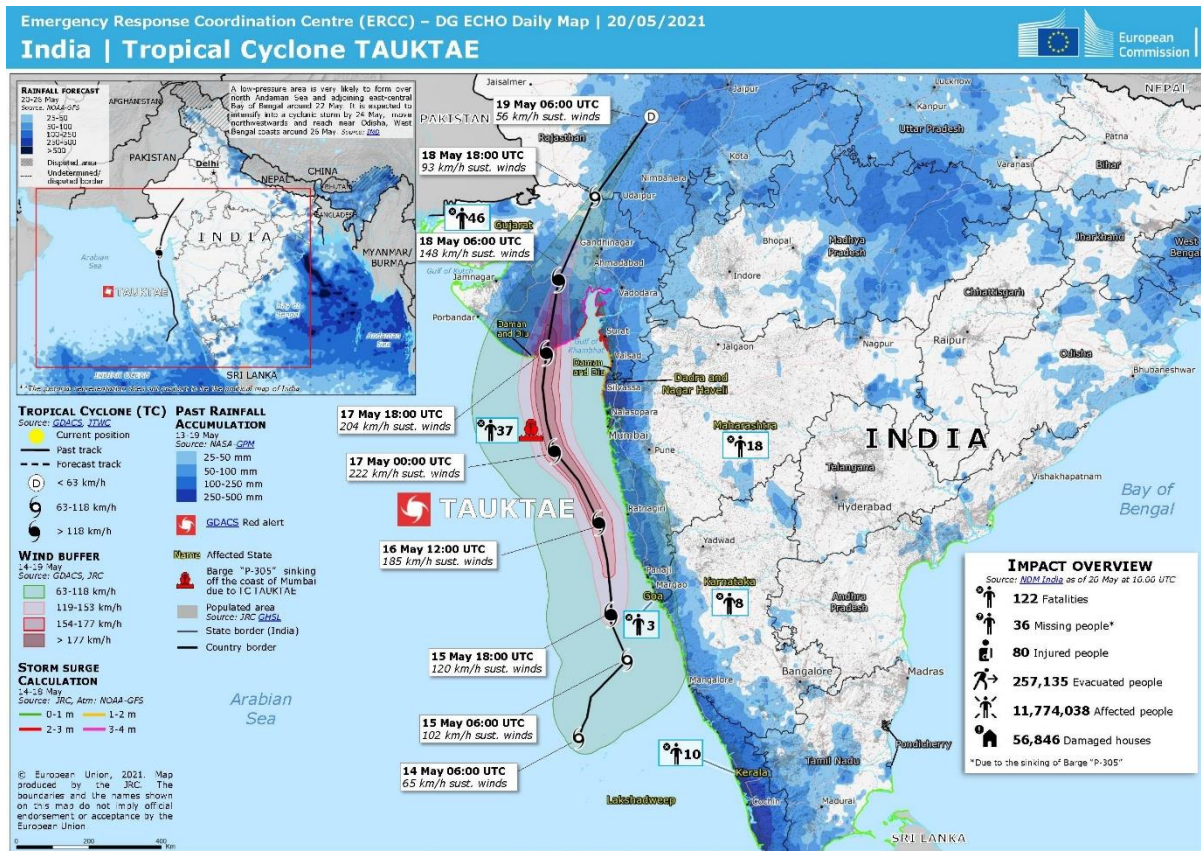 Emergency Response Coordination Centre (ERCC) – DG ECHO Daily Map | 20/05/2021
India | Tropical Cyclone TAUKTAE
European
Commission
RAINFALL FORECAST
20-26 May
Source: NOAA-GFS
25-50
50-100
100-250
250-500
>500
Disputed area
Undetermined/
disputed border
A low-pressure area is very likely to form over
north Andaman Sea and adjoining east-central
Bay of Bengal around 22 May. It is expected to
intensify into a cyclonic storm by 24 May, move
northwestwards and reach near Odisha, West
Bengal coasts around 26 May. Source: IMD
AFGHANISTAN
PAKISTAN
Delhi
NEPAL
CHINA
BHUTAN
BANGLADESH
INDIA
MYANMAR/
BURMA
Arabian
Sea
TAUKTAE
Bay of
Bengal
Andaman
Sea
INDIAN OCEAN
SRI LANKA
TROPICAL CYCLONE (TC)
Source: GDACS, JTWC
Current position
Past track
Forecast track
D < 63 km/h
63-118 km/h
> 118 km/h
WIND BUFFER
14-19 May
Source: GDACS, JRC
63-118 km/h
119-153 km/h
154-177 km/h
> 177 km/h
STORM SURGE
CALCULATION
14-18 May
Source: JRC, Atm: NOAA-GFS
0-1 m
1-2 m
2-3 m
3-4 m
PAST RAINFALL
ACCUMULATION
13-19 May
Source: NASA-GPM
25-50 mm
50-100 mm
100-250 mm
250-500 mm
GDACS Red alert
Name Affected State
Barge "P-305" sinking
off the coast of Mumbai
due to TC TAUKTAE
Populated area
Source: JRC GHSL
State border (India)
Country border
© European Union, 2021. Map
produced by the JRC. The
boundaries and the names shown
on this map do not imply official
endorsement or acceptance by the
European Union
0 200 400
Km
19 May 06:00 UTC
56 km/h sust. winds
18 May 18:00 UTC
93 km/h sust. winds
18 May 06:00 UTC
148 km/h sust. winds
17 May 18:00 UTC
204 km/h sust. winds
17 May 00:00 UTC
222 km/h sust. winds
16 May 12:00 UTC
185 km/h sust. winds
15 May 18:00 UTC
120 km/h sust. winds
15 May 06:00 UTC
102 km/h sust. winds
14 May 06:00 UTC
65 km/h sust. winds
D
46
37
18
8
3
10
TAUKTAE
Jaisalmer
PAKISTAN
Rajasthan
Jaipur
Lucknow
Kanpur
NEPAL
Uttar Pradesh
Patna
Bihar
Varanasi
Kota
Nimbahera
Udaipur
Gujarat
Gandhinagar
Ahmadabad
Gulf of Kutch
Jamnagar
Vadodara
Porbandar
Daman
and Diu
Gulf of
Khambhat
Surat
Daman
and Diu
Valsad
Silvassa
Dadra and
Nagar Haveli
Nalasopara
Mumbai
Pune
Maharashtra
Jalgaon
Indore
Bhopal
Madhya
Pradesh
Jharkhand
West
Bengal
Chhattisgarh
Raipur
Nagpur
Odisha
Bhubaneshwar
INDIA
Telangana
Hyderabad
Vishakhapatnam
Bay of
Bengal
Ratnagiri
Yadwad
Panaji
Margao
Goa
Karnataka
Andhra
Pradesh
Mangalore
Bangalore
Madras
Pondicherry
Tamil Nadu
Kerala
Cochin
Madurai
Lakshadweep
SRI LANKA
Arabian
Sea
IMPACT OVERVIEW
Source: NDM India as of 20 May at 10.00 UTC
122 Fatalities
36 Missing people*
80 Injured people
257,135 Evacuated people
11,774,038 Affected people
56,846 Damaged houses
*Due to the sinking of Barge "P-305"